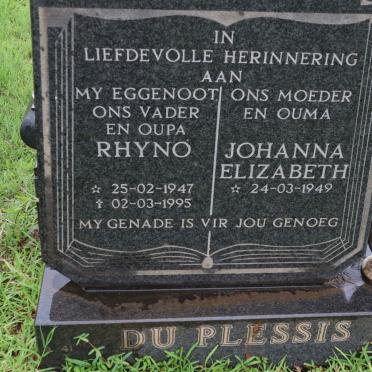 IN
LIEFDEVOLLE HERINNERING
AAN
MY EGGENOOT
ONS VADER
EN OUPA
RHYNO
☆ 25-02-1947
✞ 02-03-1995
ONS MOEDER
EN OUMA
JOHANNA
ELIZABETH
☆ 24-03-1949
MY GENADE IS VIR JOU GENOEG
DU PLESSIS